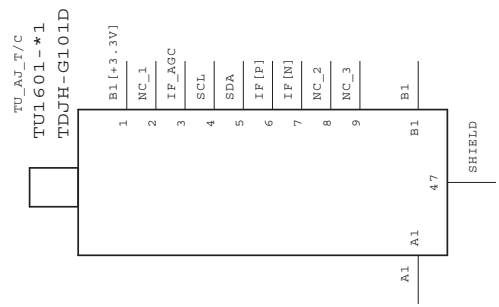 TU_AJ_T/C
TU1601-*1
TDJH-G101D
B1[+3.3V]
NC_1
IF_AGC
SCL
SDA
IF[P]
IF[N]
NC_2
NC_3
B1
1
2
3
4
5
6
7
8
9
B1
47
SHIELD
A1
A1